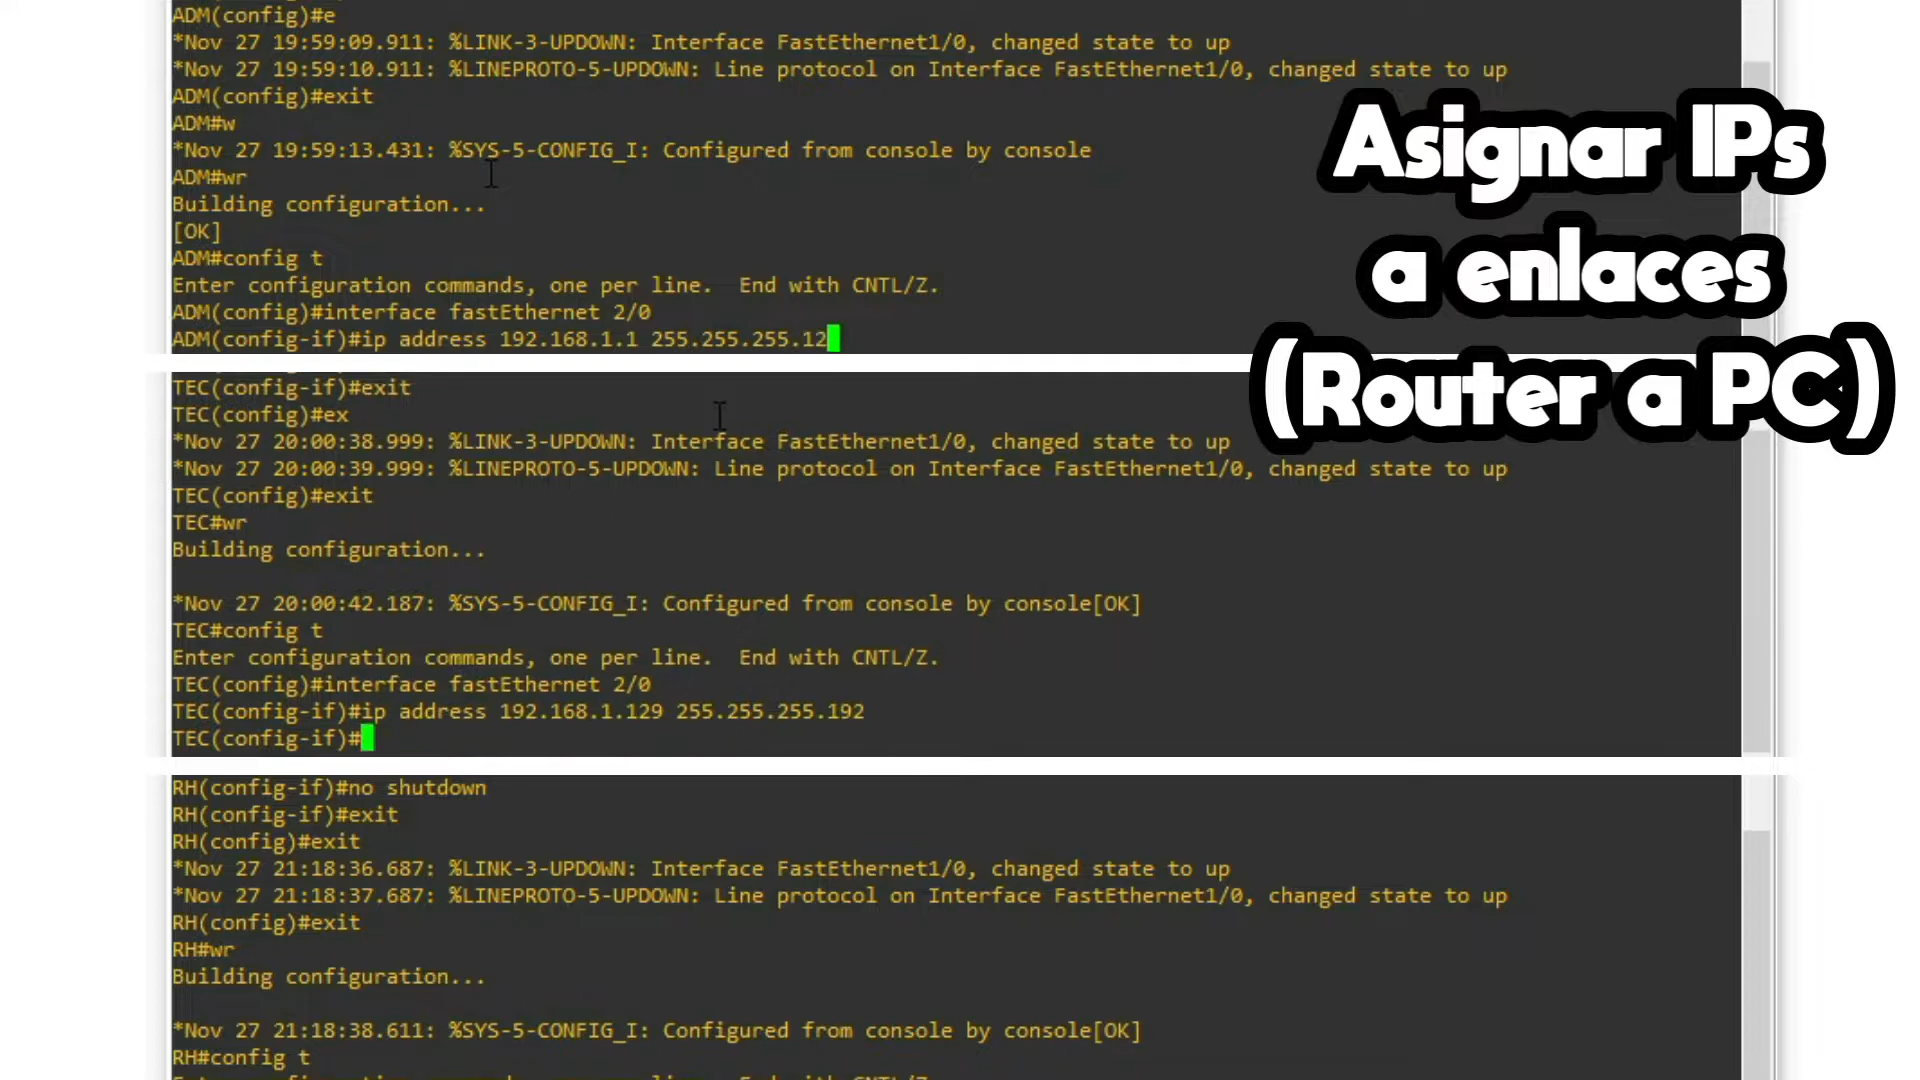 ADM(config)#e
*Nov 27 19:59:09.911: %LINK-3-UPDOWN: Interface FastEthernet1/0, changed state to up
*Nov 27 19:59:10.911: %LINEPROTO-5-UPDOWN: Line protocol on Interface FastEthernet1/0, changed state to up
ADM(config)#exit
ADM#w
*Nov 27 19:59:13.431: %SYS-5-CONFIG_I: Configured from console by console
ADM#wr
Building configuration...
[OK]
ADM#config t
Enter configuration commands, one per line.  End with CNTL/Z.
ADM(config)#interface fastEthernet 2/0
ADM(config-if)#ip address 192.168.1.1 255.255.255.12
Asignar IPs
a enlaces
(Router a PC)
TEC(config-if)#exit
TEC(config)#ex
*Nov 27 20:00:38.999: %LINK-3-UPDOWN: Interface FastEthernet1/0, changed state to up
*Nov 27 20:00:39.999: %LINEPROTO-5-UPDOWN: Line protocol on Interface FastEthernet1/0, changed state to up
TEC(config)#exit
TEC#wr
Building configuration...
*Nov 27 20:00:42.187: %SYS-5-CONFIG_I: Configured from console by console[OK]
TEC#config t
Enter configuration commands, one per line.  End with CNTL/Z.
TEC(config)#interface fastEthernet 2/0
TEC(config-if)#ip address 192.168.1.129 255.255.255.192
TEC(config-if)#
RH(config-if)#no shutdown
RH(config-if)#exit
RH(config)#exit
*Nov 27 21:18:36.687: %LINK-3-UPDOWN: Interface FastEthernet1/0, changed state to up
*Nov 27 21:18:37.687: %LINEPROTO-5-UPDOWN: Line protocol on Interface FastEthernet1/0, changed state to up
RH(config)#exit
RH#wr
Building configuration...
*Nov 27 21:18:38.611: %SYS-5-CONFIG_I: Configured from console by console[OK]
RH#config t